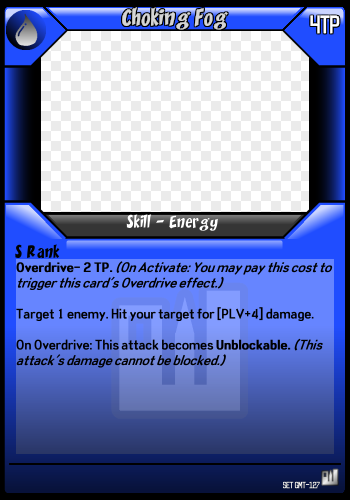 Choking Fog
4TP
Skill - Energy
S Rank
Overdrive- 2 TP. (On Activate: You may pay this cost to
trigger this card's Overdrive effect.)
Target 1 enemy. Hit your target for [PLV+4] damage.
On Overdrive: This attack becomes Unblockable. (This
attack's damage cannot be blocked.)
SET GMT-127